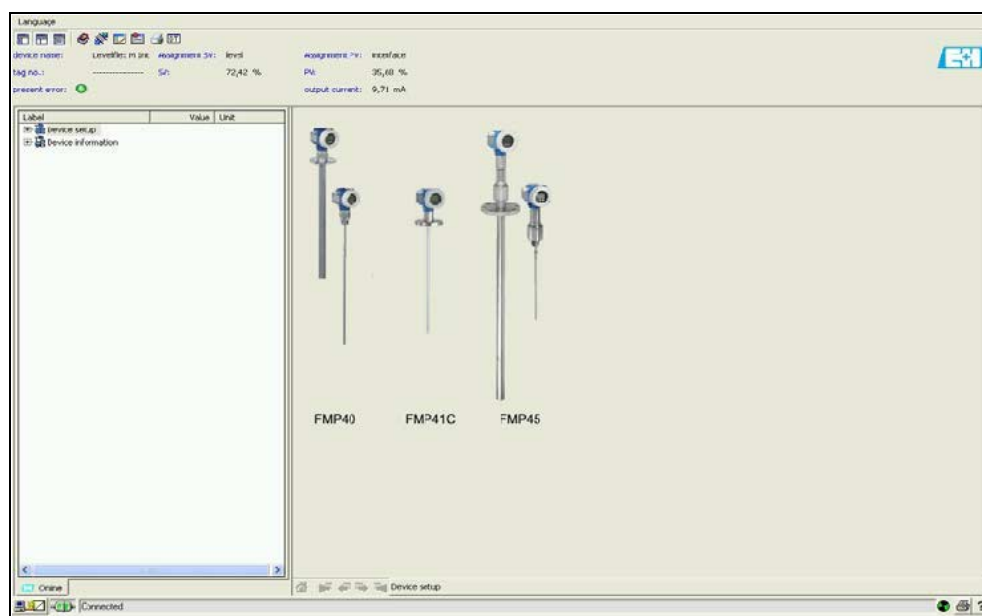 Language
device name: Levelflex M Assignment SV: level Assignment PV: interface
tag no.: --------------- SV: 72,42 % PV: 35,68 %
present error: output current: 9,71 mA
Label Value Unit
Device setup
Device information
FMP40 FMP41C FMP45
Online
Device setup
Connected